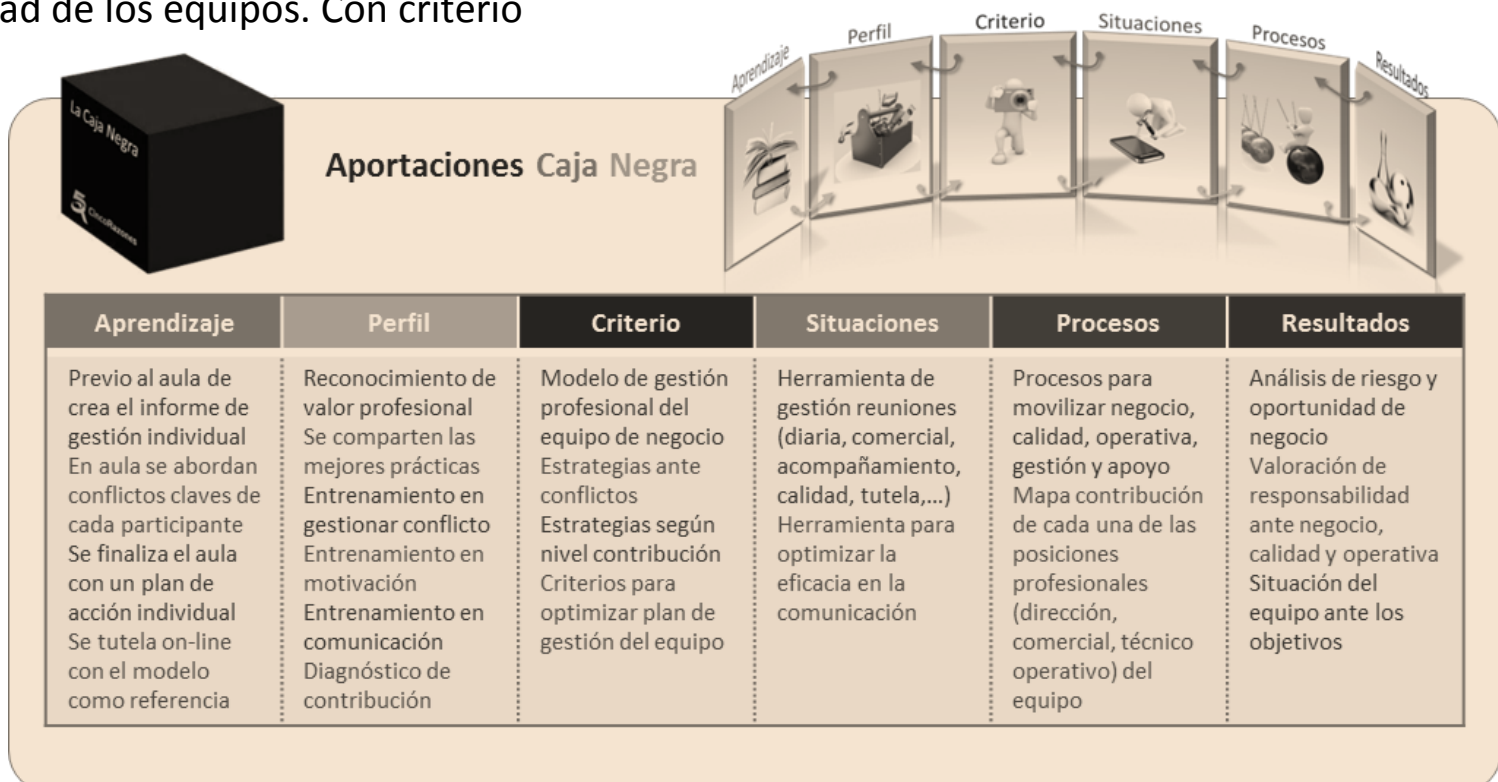 ad de los equipos. Con criterio
La Caja Negra
5R CincoRazones
Aportaciones Caja Negra
Aprendizaje
Perfil
Criterio
Situaciones
Procesos
Resultados
Aprendizaje
Previo al aula de
crea el informe de
gestión individual
En aula se abordan
conflictos claves de
cada participante
Se finaliza el aula
con un plan de
acción individual
Se tutela on-line
con el modelo
como referencia
Perfil
Reconocimiento de
valor profesional
Se comparten las
mejores prácticas
Entrenamiento en
gestionar conflicto
Entrenamiento en
motivación
Entrenamiento en
comunicación
Diagnóstico de
contribución
Criterio
Modelo de gestión
profesional del
equipo de negocio
Estrategias ante
conflictos
Estrategias según
nivel contribución
Criterios para
optimizar plan de
gestión del equipo
Situaciones
Herramienta de
gestión reuniones
(diaria, comercial,
acompañamiento,
calidad, tutela,...)
Herramienta para
optimizar la
eficacia en la
comunicación
Procesos
Procesos para
movilizar negocio,
calidad, operativa,
gestión y apoyo
Mapa contribución
de cada una de las
posiciones
profesionales
(dirección,
comercial, técnico
operativo) del
equipo
Resultados
Análisis de riesgo y
oportunidad de
negocio
Valoración de
responsabilidad
ante negocio,
calidad y operativa
Situación del
equipo ante los
objetivos